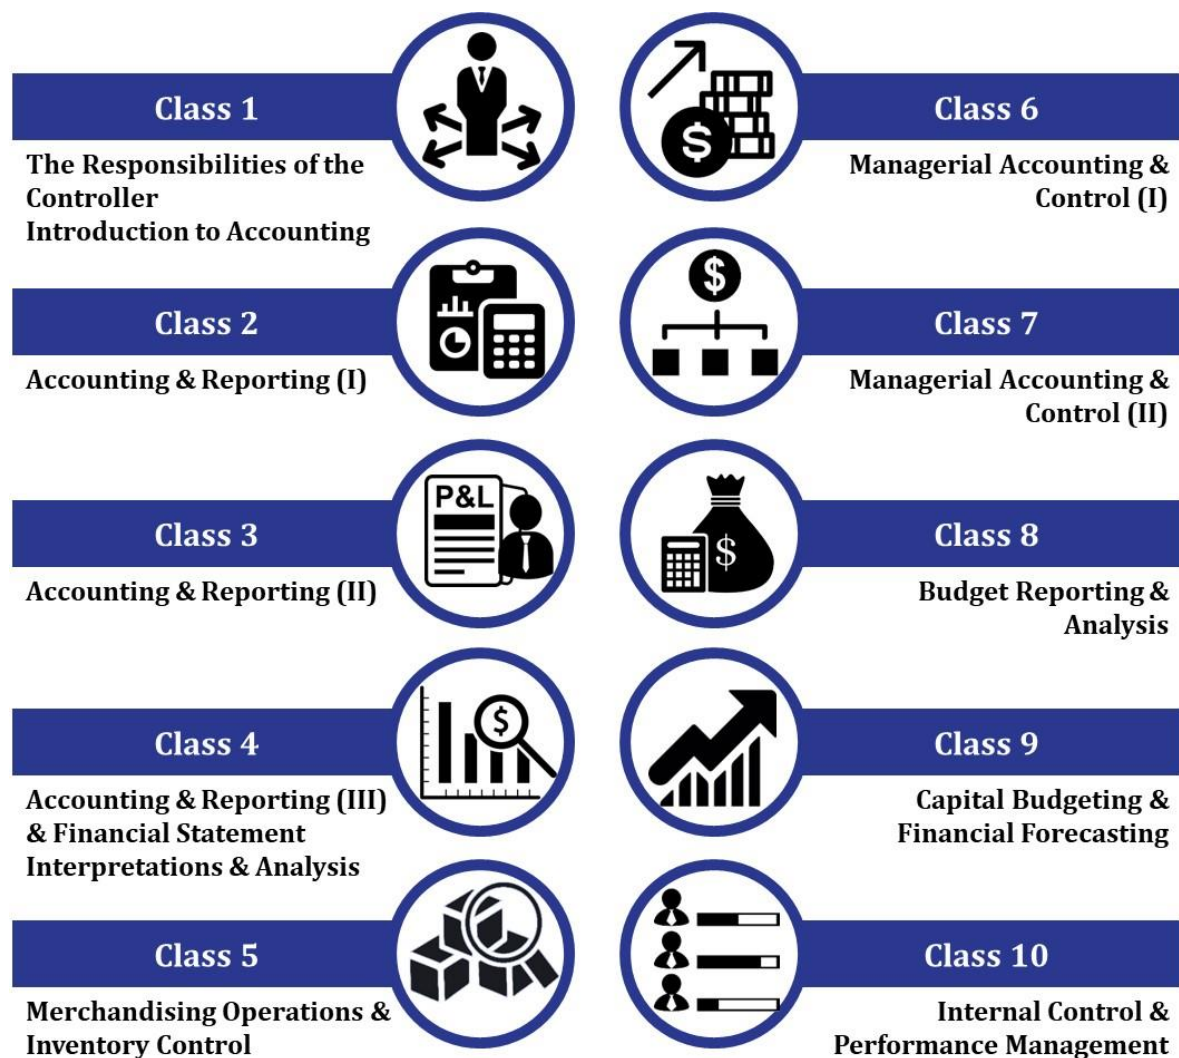 Class 1
The Responsibilities of the
Controller
Introduction to Accounting
Class 2
Accounting & Reporting (I)
Class 3
P&L
Accounting & Reporting (II)
Class 4
$
Accounting & Reporting (III)
& Financial Statement
Interpretations & Analysis
Class 5
Merchandising Operations &
Inventory Control
Class 6
$
Managerial Accounting &
Control (I)
Class 7
$
Managerial Accounting &
Control (II)
Class 8
$
Budget Reporting &
Analysis
Class 9
Capital Budgeting &
Financial Forecasting
Class 10
Internal Control &
Performance Management